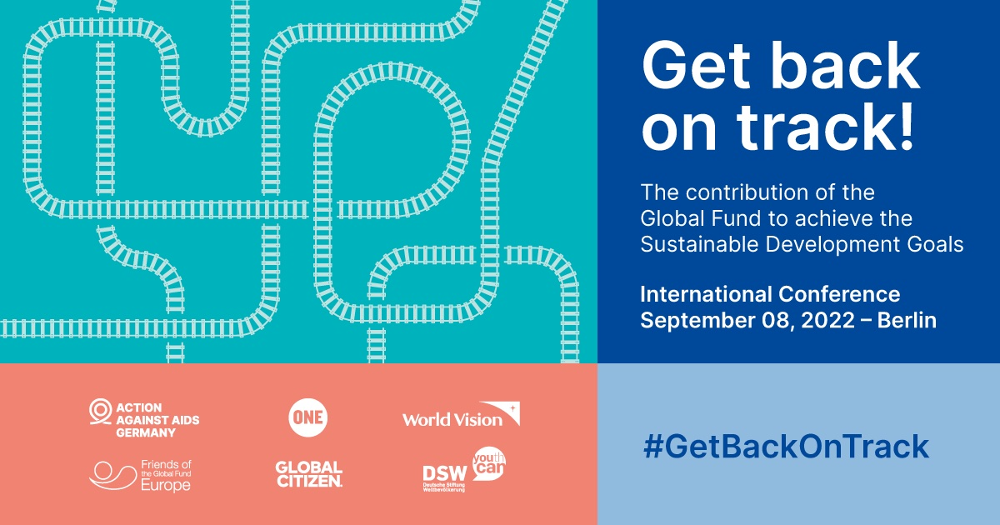 Get back
on track!
The contribution of the
Global Fund to achieve the
Sustainable Development Goals
International Conference
September 08, 2022 – Berlin
ACTION
AGAINST AIDS
GERMANY
ONE
World Vision
Friends of
the Global Fund
Europe
GLOBAL
CITIZEN.
DSW
Deutsche Stiftung
Weltbevölkerung
youth
can
#GetBackOnTrack